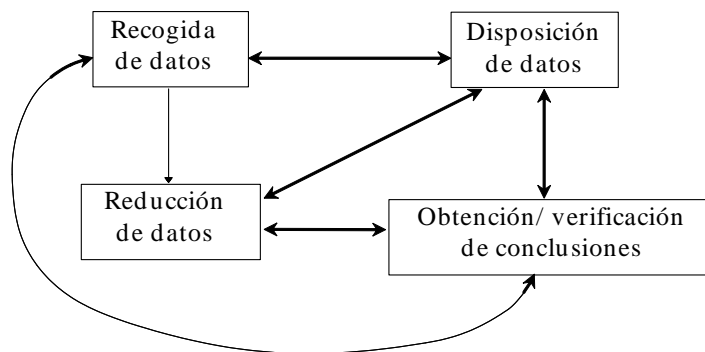 Recogida
de datos
Disposición
de datos
Reducción
de datos
Obtención/ verificación
de conclusiones